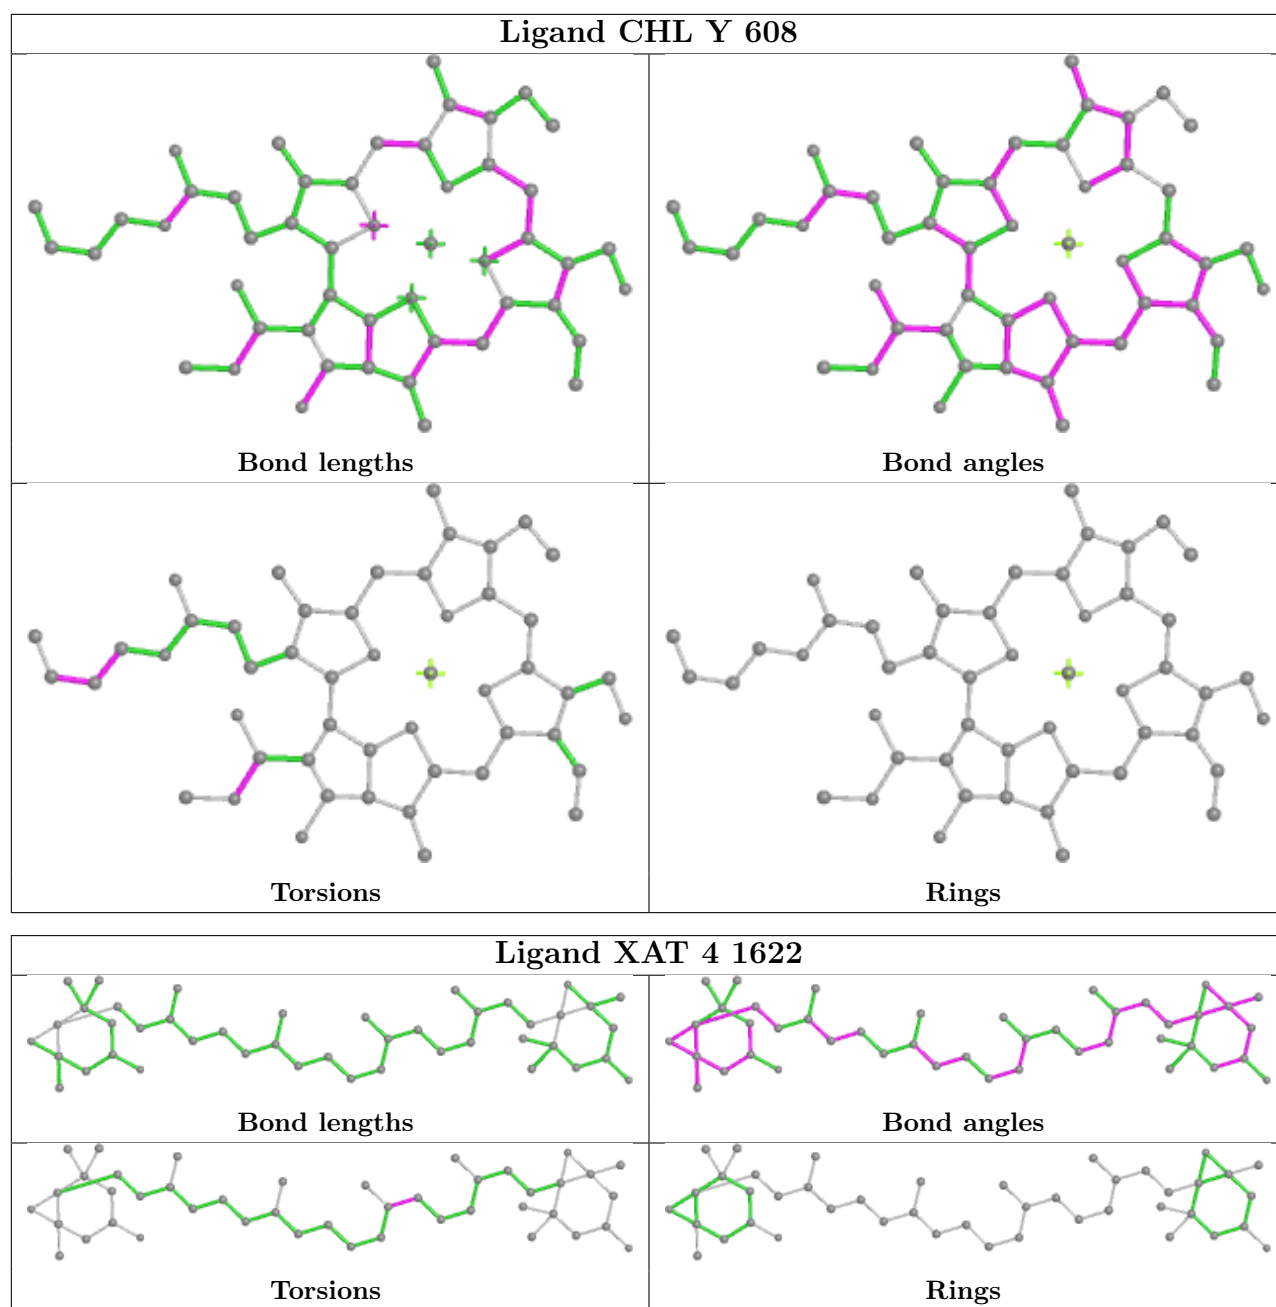 Ligand CHL Y 608
Bond lengths
Bond angles
Torsions
Rings
Ligand XAT 4 1622
Bond lengths
Bond angles
Torsions
Rings